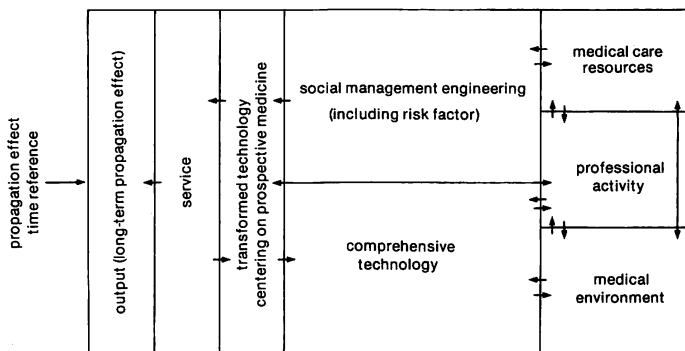 propagation effect
time reference
output (long-term propagation effect)
service
transformed technology
centering on prospective medicine
social management engineering
(including risk factor)
comprehensive
technology
medical care
resources
professional
activity
medical
environment